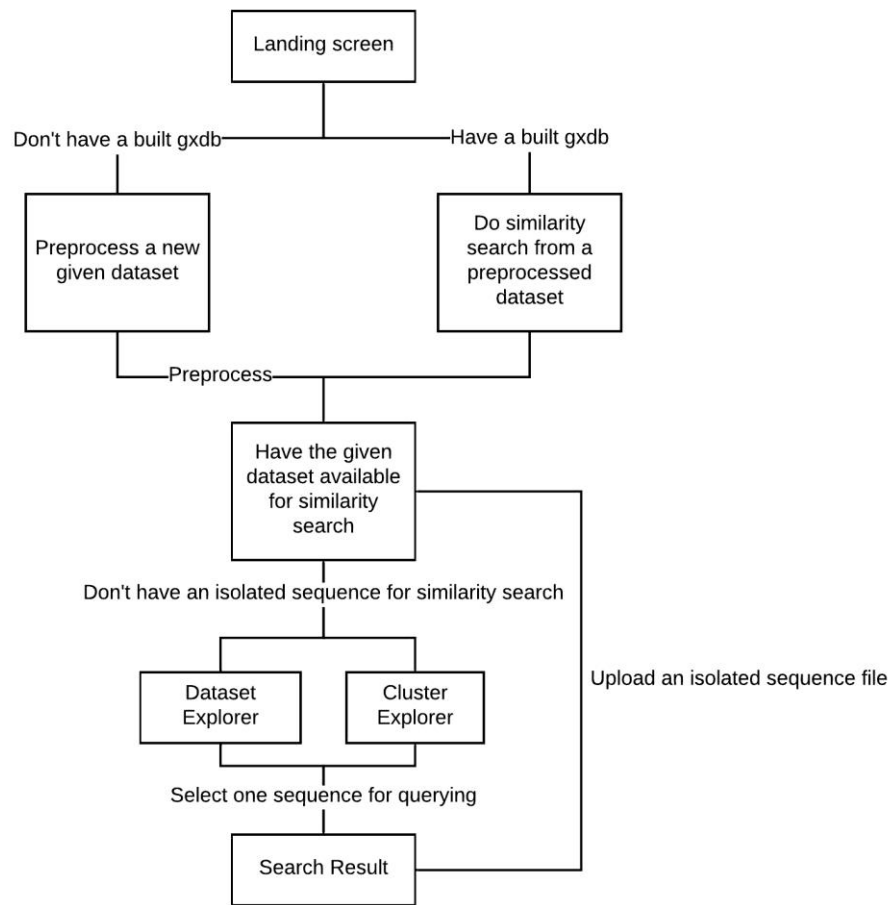 Landing screen
Don't have a built gxdb
Have a built gxdb
Preprocess a new
given dataset
Do similarity
search from a
preprocessed
dataset
Preprocess
Have the given
dataset available
for similarity
search
Don't have an isolated sequence for similarity search
Dataset
Explorer
Cluster
Explorer
Upload an isolated sequence file
Select one sequence for querying
Search Result